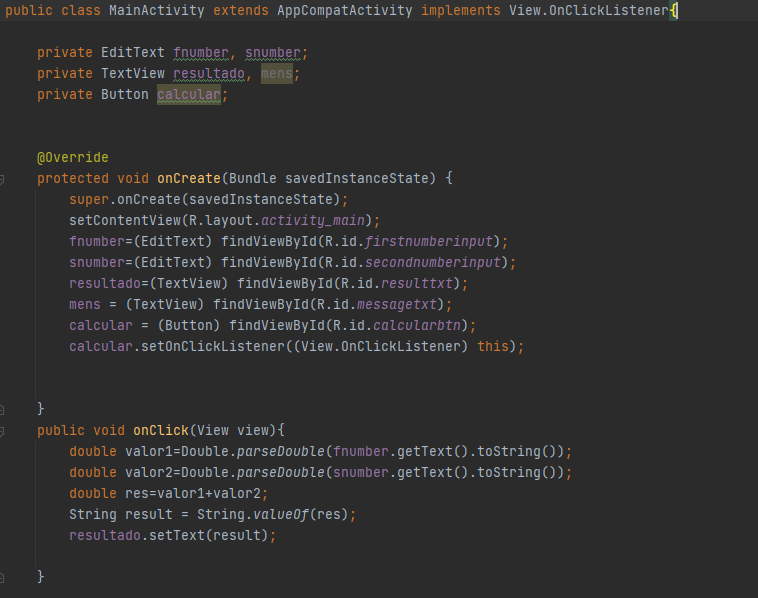 public class MainActivity extends AppCompatActivity implements View.OnClickListener{
private EditText fnumber, snumber;
private TextView resultado, mens;
private Button calcular;
@Override
protected void onCreate(Bundle savedInstanceState) {
super.onCreate(savedInstanceState);
setContentView(R.layout.activity_main);
fnumber=(EditText) findViewById(R.id.firstnumberinput);
snumber=(EditText) findViewById(R.id.secondnumberinput);
resultado=(TextView) findViewById(R.id.resulttxt);
mens = (TextView) findViewById(R.id.messagetxt);
calcular = (Button) findViewById(R.id.calcularbtn);
calcular.setOnClickListener((View.OnClickListener) this);
}
public void onClick(View view){
double valor1=Double.parseDouble(fnumber.getText().toString());
double valor2=Double.parseDouble(snumber.getText().toString());
double res=valor1+valor2;
String result = String.valueOf(res);
resultado.setText(result);
}